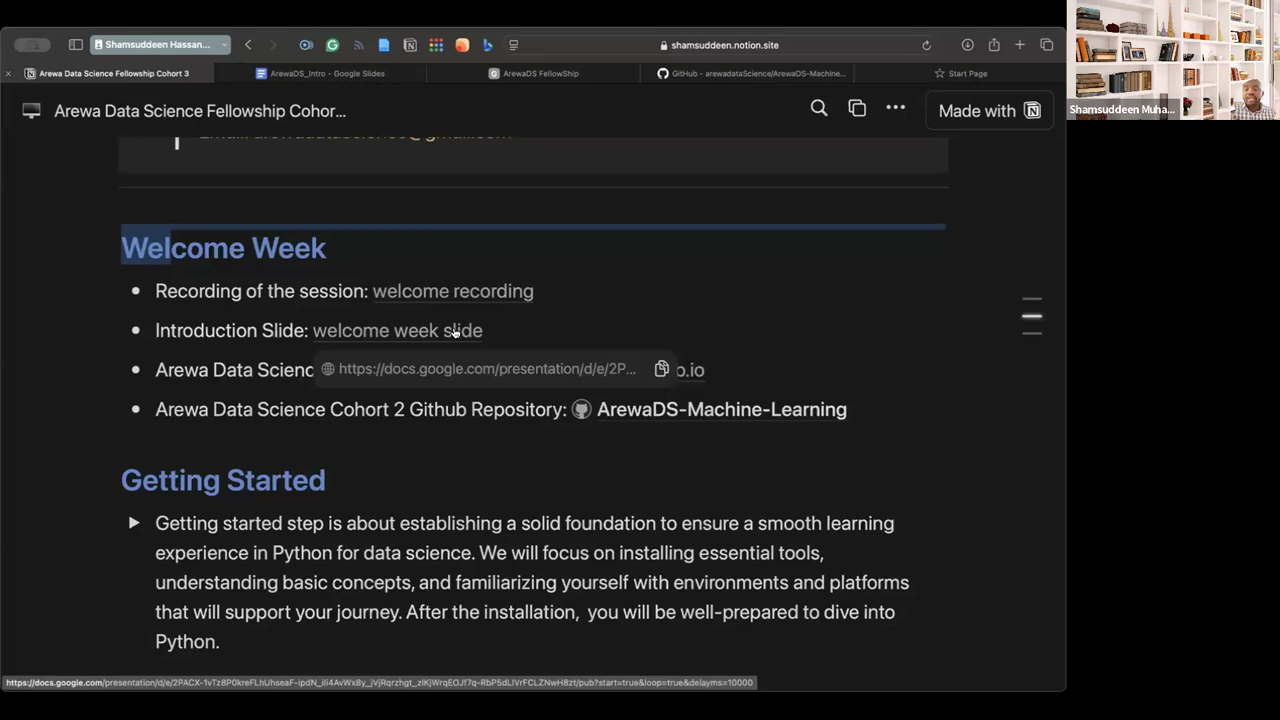 Shamsuddeen Hassan...
shamsuddeen.notion.site
Arewa Data Science Fellowship Cohort 3
ArewaDS_Intro - Google Slides
ArewaDS FellowShip
GitHub - arewadataScience/ArewaDS-Machine...
Start Page
Shamsuddeen Muha...
Arewa Data Science Fellowship Cohor...
Made with
Welcome Week
Recording of the session: welcome recording
Introduction Slide: welcome week slide
https://docs.google.com/presentation/d/e/2P...
Arewa Data Scienc
o.io
Arewa Data Science Cohort 2 Github Repository: ArewaDS-Machine-Learning
Getting Started
Getting started step is about establishing a solid foundation to ensure a smooth learning
experience in Python for data science. We will focus on installing essential tools,
understanding basic concepts, and familiarizing yourself with environments and platforms
that will support your journey. After the installation, you will be well-prepared to dive into
Python.